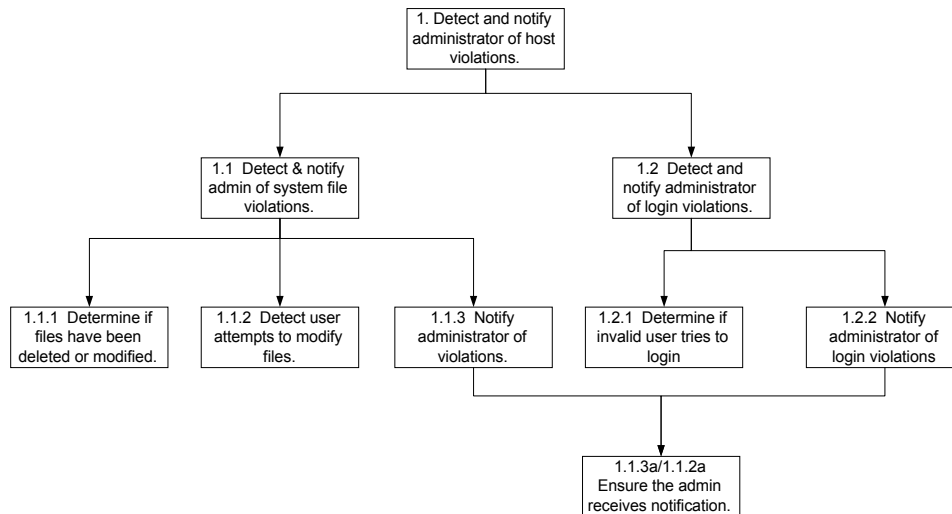 1. Detect and notify
administrator of host
violations.
1.1 Detect & notify
admin of system file
violations.
1.2 Detect and
notify administrator
of login violations.
1.1.1 Determine if
files have been
deleted or modified.
1.1.2 Detect user
attempts to modify
files.
1.1.3 Notify
administrator of
violations.
1.2.1 Determine if
invalid user tries to
login
1.2.2 Notify
administrator of
login violations
1.1.3a/1.1.2a
Ensure the admin
receives notification.